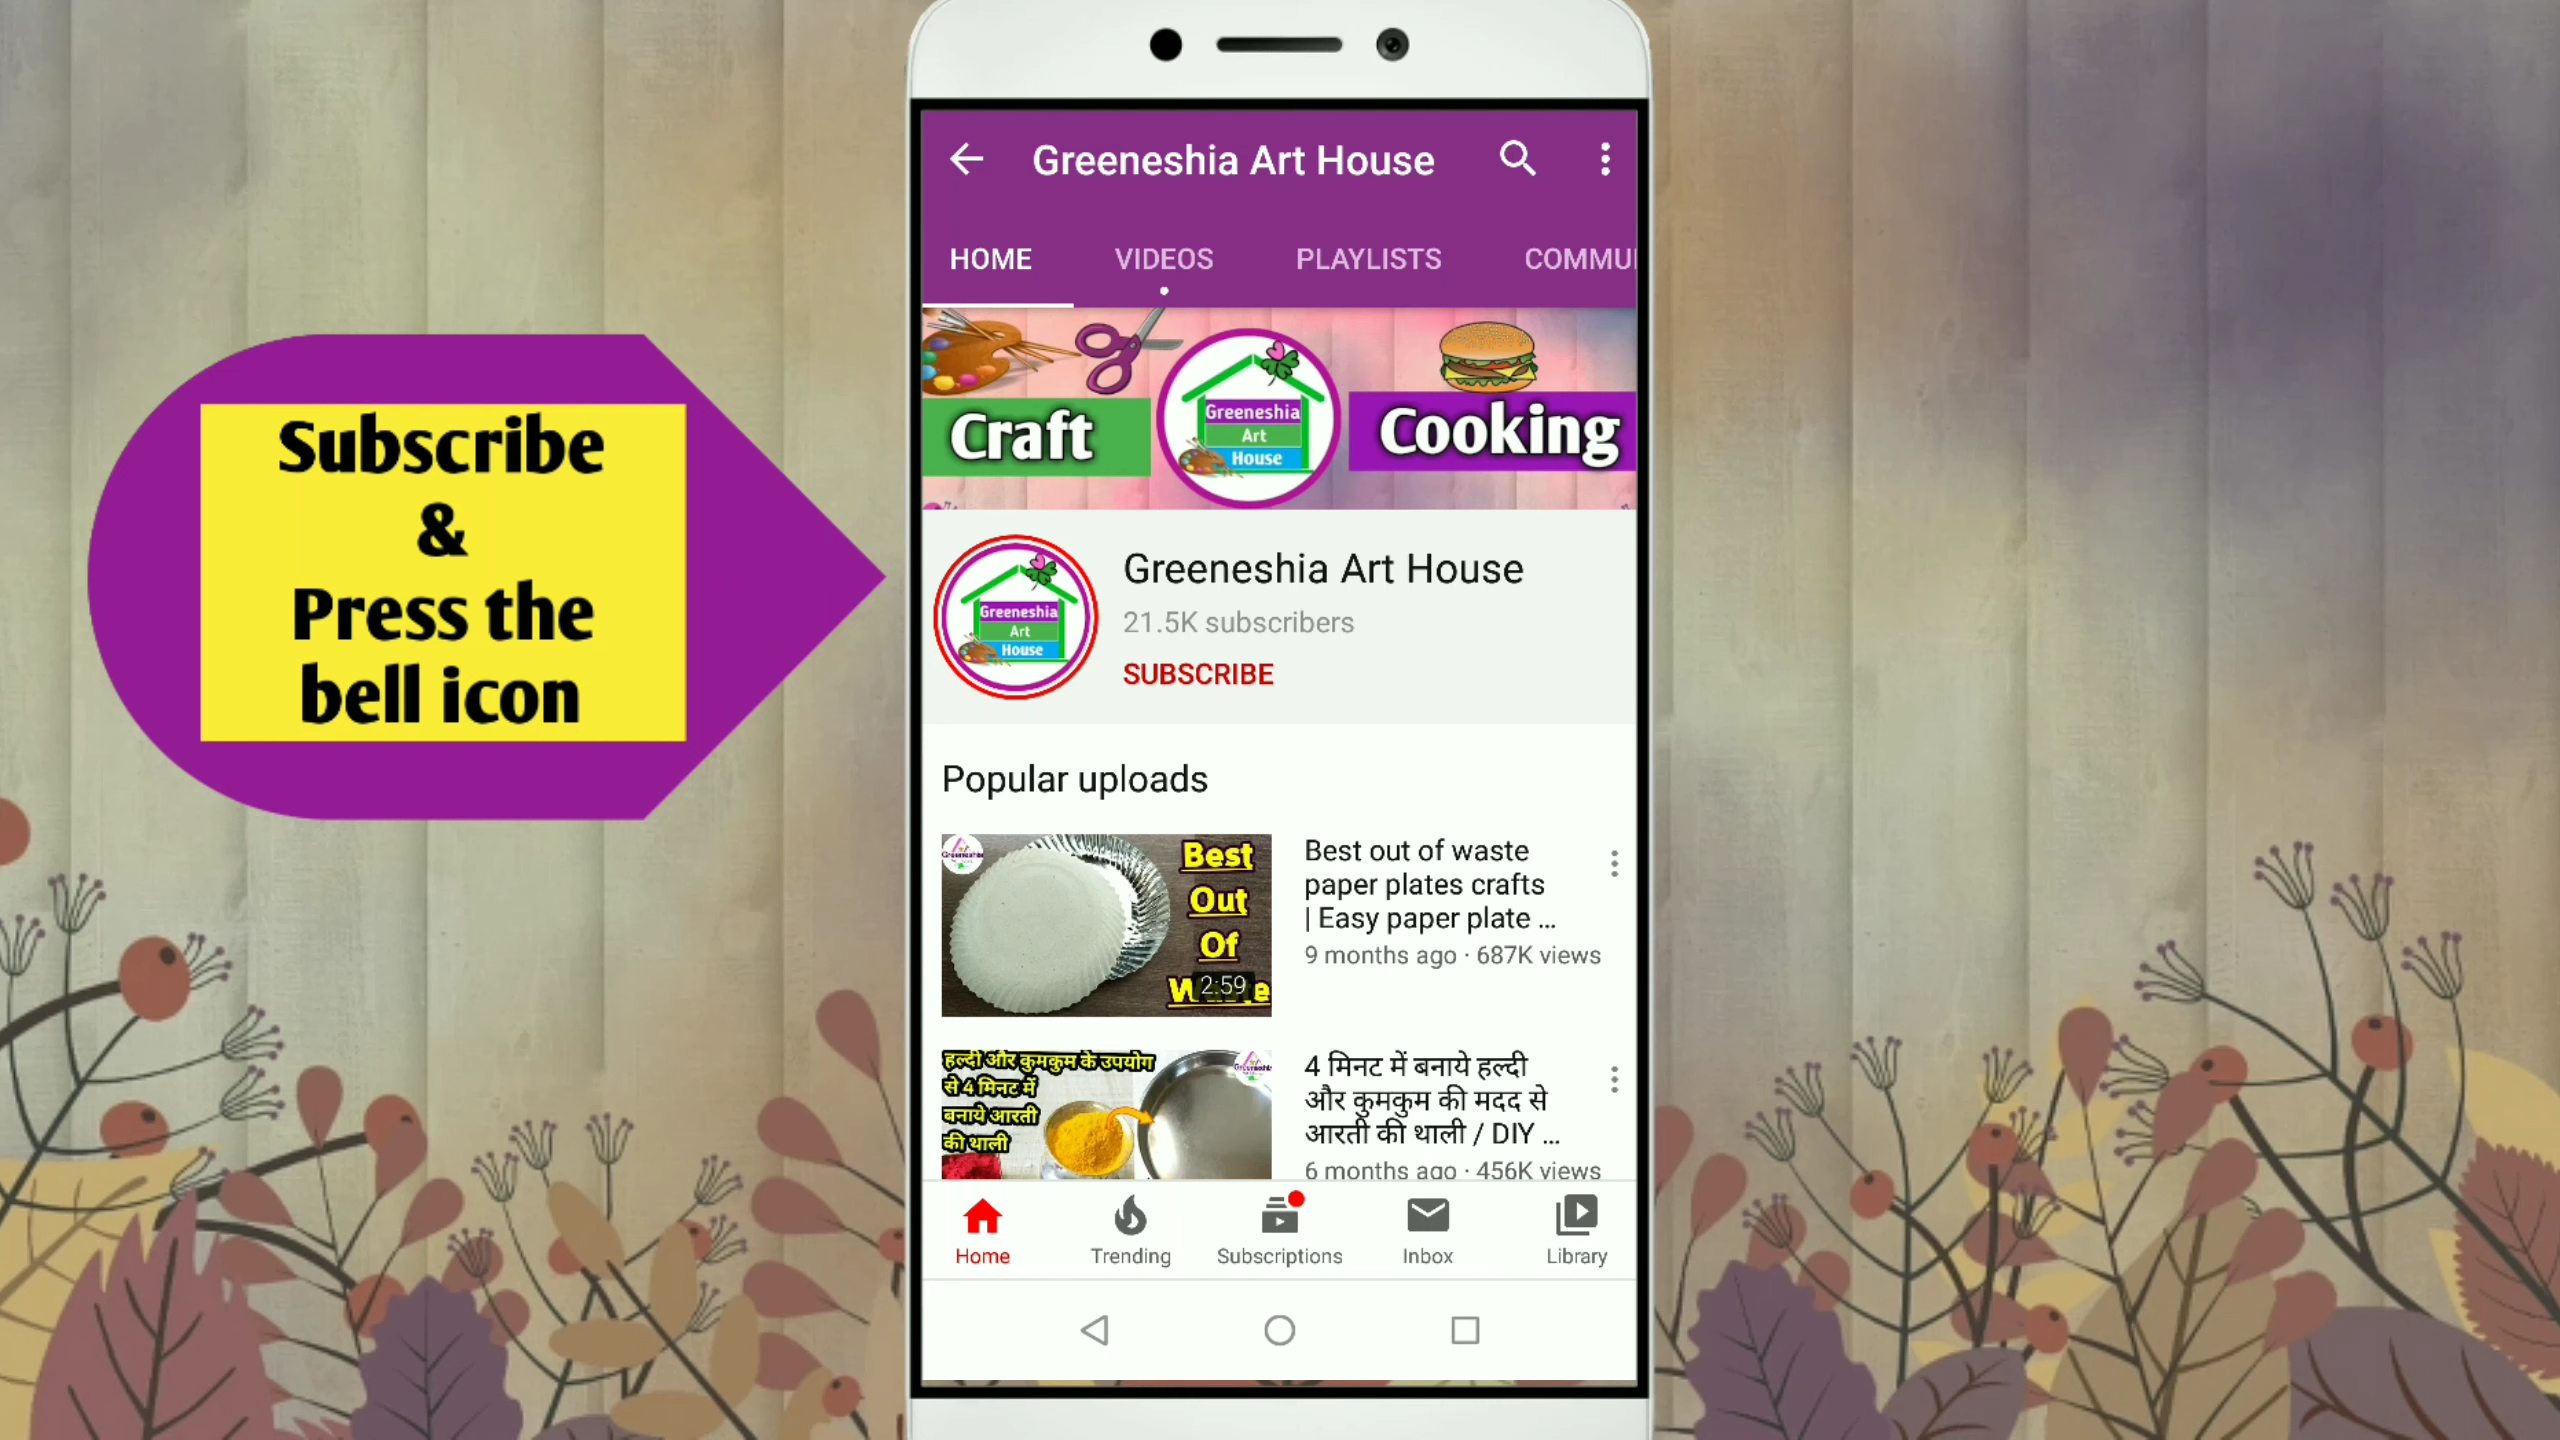 Subscribe
&
Press the
bell icon
Greeneshia Art House
HOME VIDEOS PLAYLISTS COMMU
Craft
Greeneshia
Art
House
Cooking
Greeneshia
Art
House
Greeneshia Art House
21.5K subscribers
SUBSCRIBE
Popular uploads
Greeneshia
Best
Out
Of
2:59
Best out of waste
paper plates crafts
| Easy paper plate ...
9 months ago · 687K views
हल्दी और कुमकुम के उपयोग
से 4 मिनट में
बनाये आरती
की थाली
4 मिनट में बनाये हल्दी
और कुमकुम की मदद से
आरती की थाली / DIY ...
6 months ago · 456K views
Home Trending Subscriptions Inbox Library